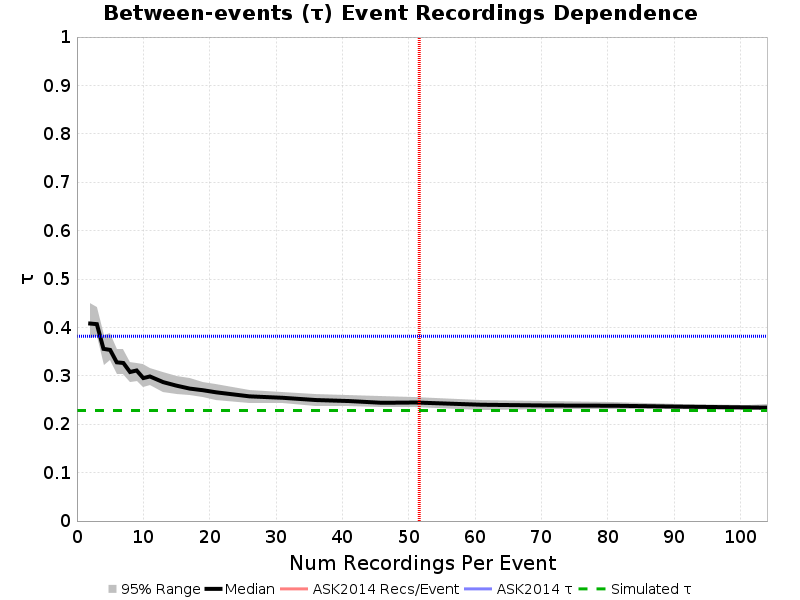 Between-events (τ) Event Recordings Dependence
1
0.9
0.8
0.7
0.6
0.5
0.4
0.3
0.2
0.1
0
τ
0 10 20 30 40 50 60 70 80 90 100
Num Recordings Per Event
95% Range Median ASK2014 Recs/Event ASK2014 τ Simulated τ